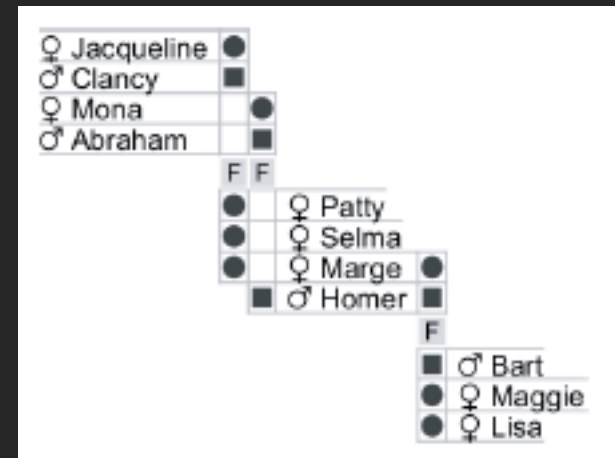 ♀ Jacqueline
♂ Clancy
♀ Mona
♂ Abraham
F F
♀ Patty
♀ Selma
♀ Marge
♂ Homer
F
♂ Bart
♀ Maggie
♀ Lisa